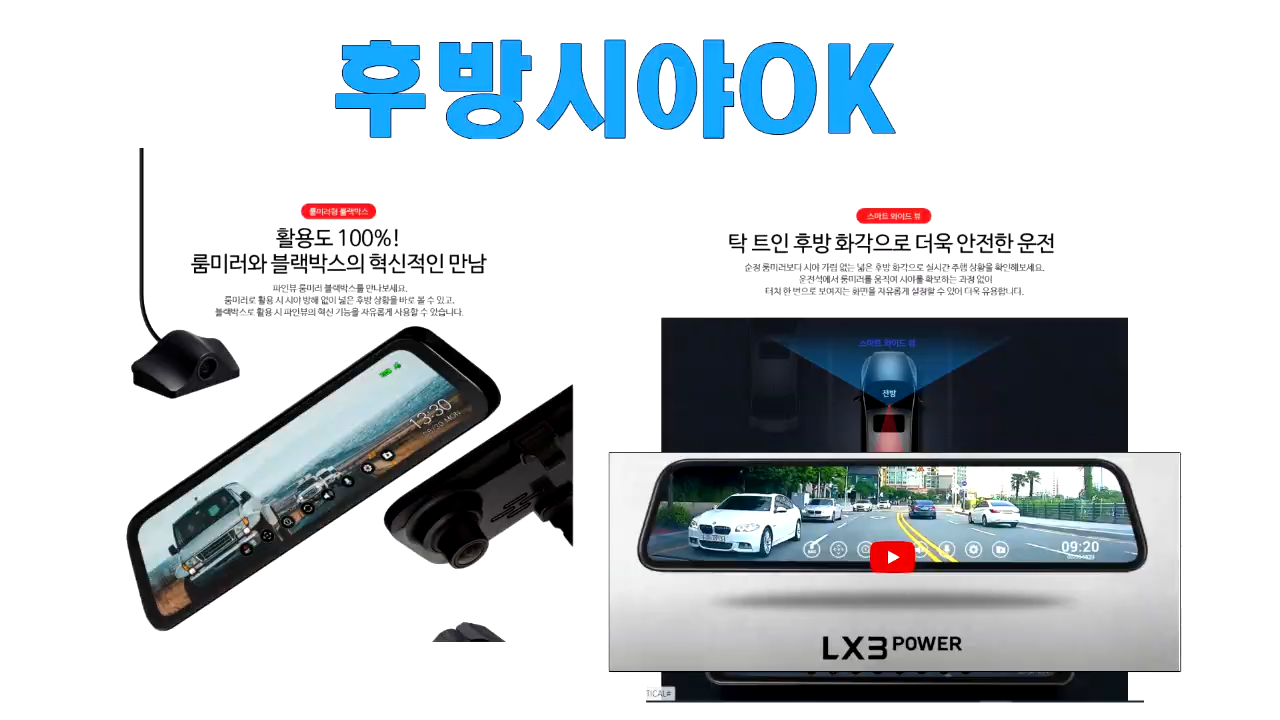 후방시야OK
룸미러형 블랙박스
활용도 100%!
룸미러와 블랙박스의 혁신적인 만남
파인뷰 룸미러 블랙박스를 만나보세요.
룸미러로 활용 시 시야 방해 없이 넓은 후방 상황을 바로 볼 수 있고,
블랙박스로 활용 시 파인뷰의 혁신 기능을 자유롭게 사용할 수 있습니다.
13:30
스마트 와이드 뷰
탁 트인 후방 화각으로 더욱 안전한 운전
순정 룸미러보다 시야 가림 없는 넓은 후방 화각으로 실시간 주행 상황을 확인해보세요.
운전석에서 룸미러를 움직여 시야를 확보하는 과정 없이
터치 한 번으로 보여지는 화면을 자유롭게 설정할 수 있어 더욱 유용합니다.
스마트 와이드 뷰
전방
09:20
LX3 POWER
TICAL#